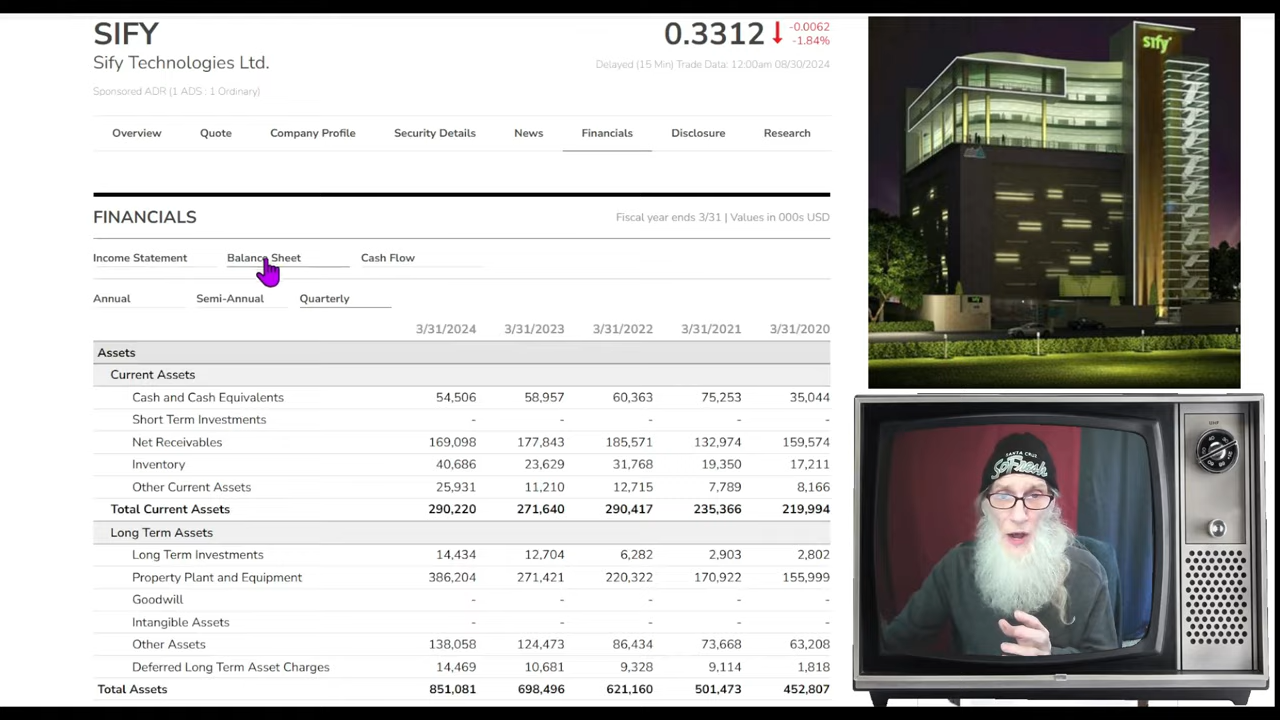 SIFY
0.3312 -0.0062
-1.84%
Sify Technologies Ltd.
Delayed (15 Min) Trade Data: 12:00am 08/30/2024
Sponsored ADR (1 ADS : 1 Ordinary)
Overview Quote Company Profile Security Details News Financials Disclosure Research
FINANCIALS
Fiscal year ends 3/31 | Values in 000s USD
Income Statement Balance Sheet Cash Flow
Annual Semi-Annual Quarterly
3/31/2024 3/31/2023 3/31/2022 3/31/2021 3/31/2020
Assets
Current Assets
Cash and Cash Equivalents 54,506 58,957 60,363 75,253 35,044
Short Term Investments - - - - -
Net Receivables 169,098 177,843 185,571 132,974 159,574
Inventory 40,686 23,629 31,768 19,350 17,211
Other Current Assets 25,931 11,210 12,715 7,789 8,166
Total Current Assets 290,220 271,640 290,417 235,366 219,994
Long Term Assets
Long Term Investments 14,434 12,704 6,282 2,903 2,802
Property Plant and Equipment 386,204 271,421 220,322 170,922 155,999
Goodwill - - - - -
Intangible Assets - - - - -
Other Assets 138,058 124,473 86,434 73,668 63,208
Deferred Long Term Asset Charges 14,469 10,681 9,328 9,114 1,818
Total Assets 851,081 698,496 621,160 501,473 452,807
sify
SANTA CRUZ